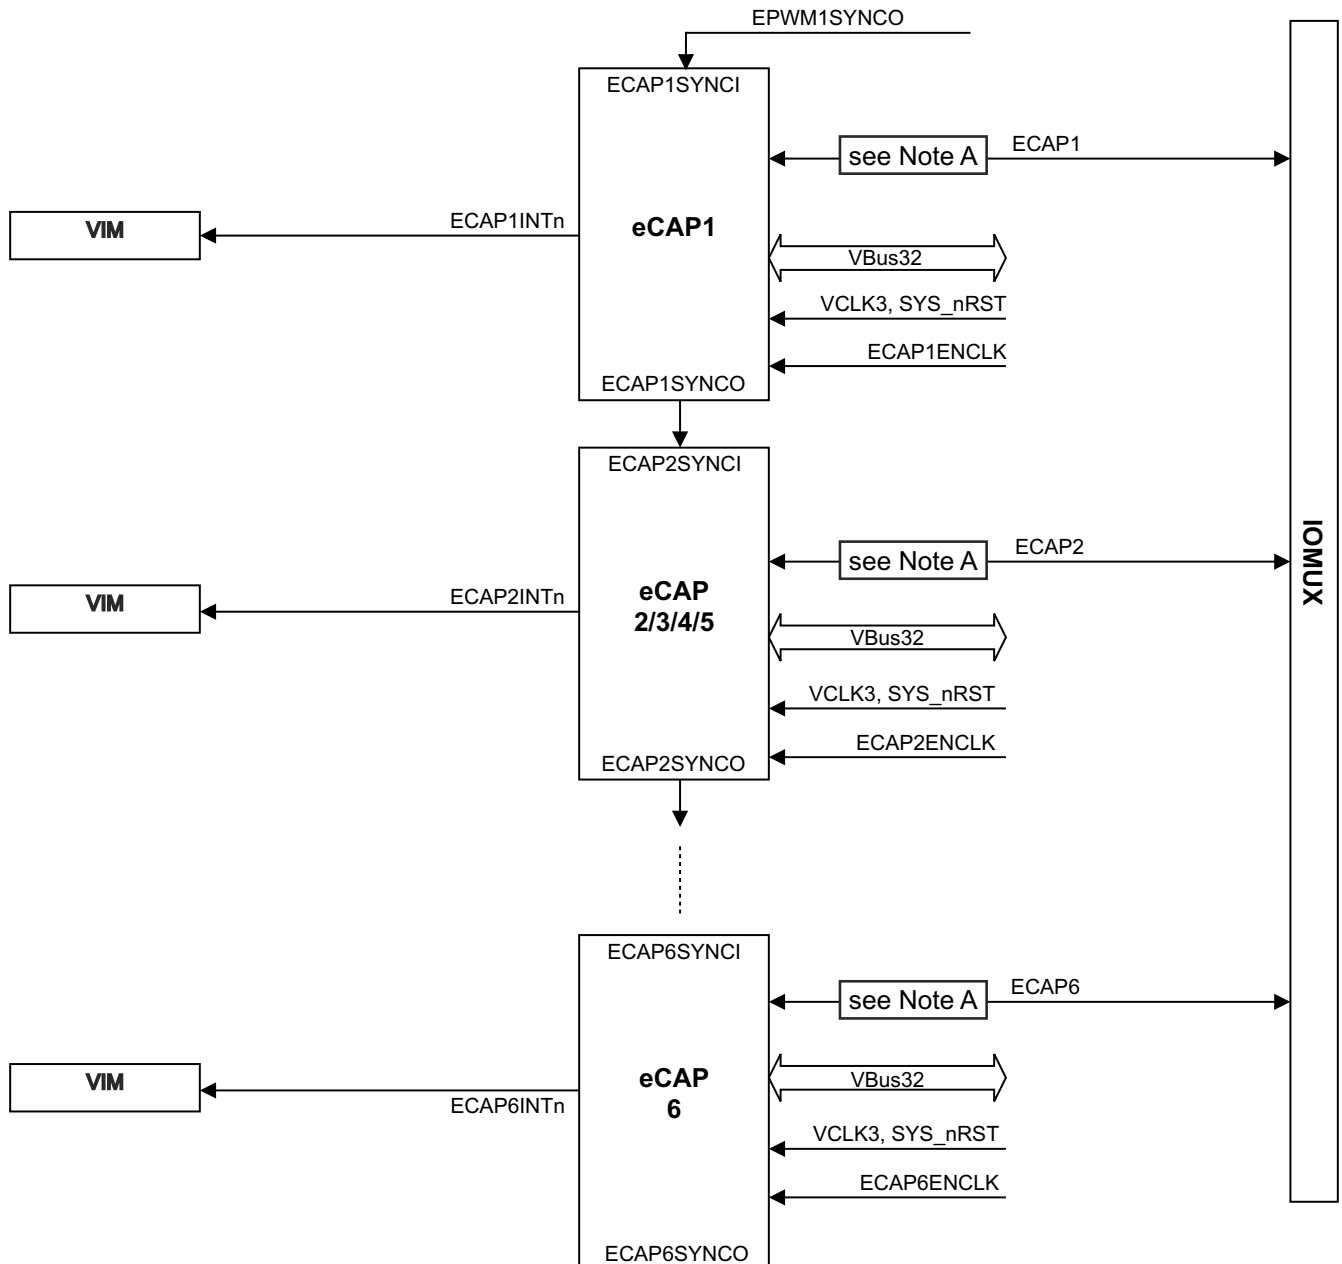 EPWM1SYNCO
ECAP1SYNCI
see Note A
ECAP1
VIM
ECAP1INTn
eCAP1
VBus32
VCLK3, SYS_nRST
ECAP1ENCLK
ECAP1SYNCO
ECAP2SYNCI
see Note A
ECAP2
IOMUX
VIM
ECAP2INTn
eCAP
2/3/4/5
VBus32
VCLK3, SYS_nRST
ECAP2ENCLK
ECAP2SYNCO
ECAP6SYNCI
see Note A
ECAP6
VIM
ECAP6INTn
eCAP
6
VBus32
VCLK3, SYS_nRST
ECAP6ENCLK
ECAP6SYNCO